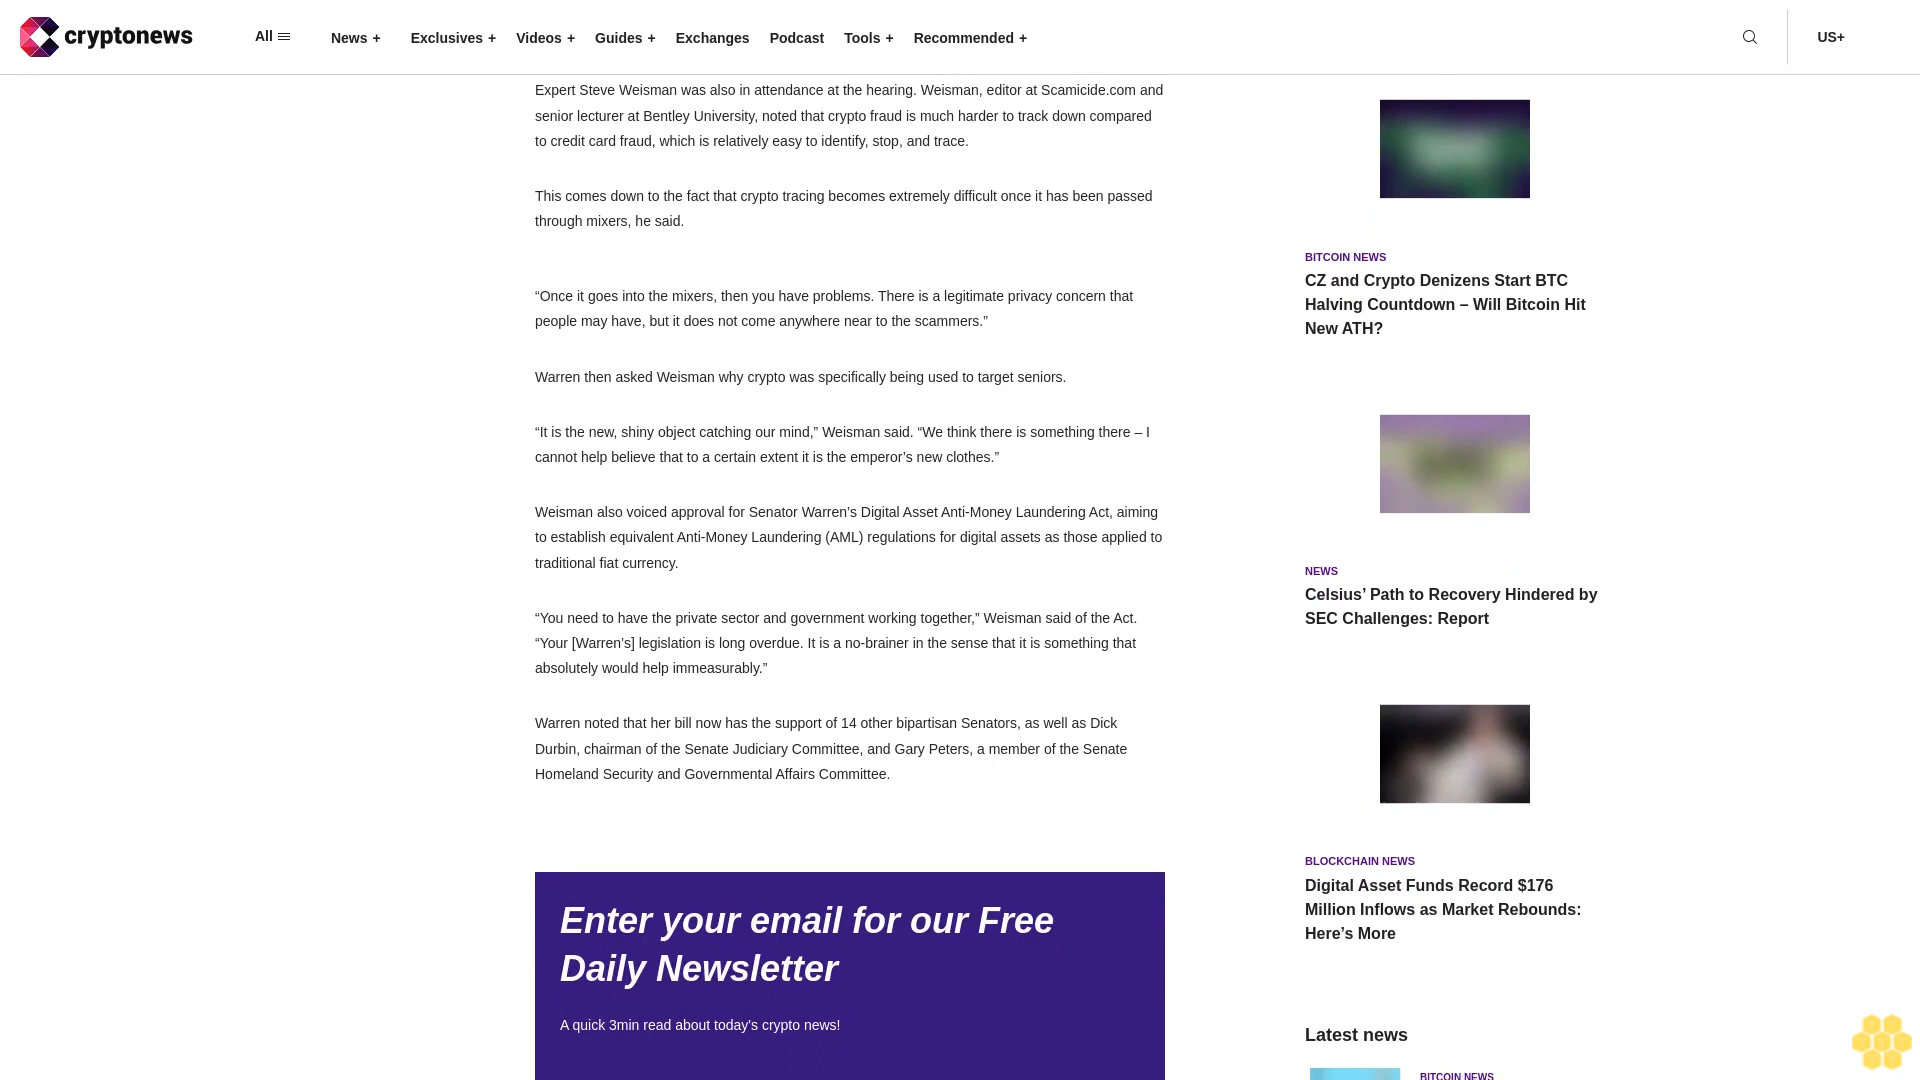 cryptonews
All
News +
Exclusives +
Videos +
Guides +
Exchanges
Podcast
Tools +
Recommended +
US+
Expert Steve Weisman was also in attendance at the hearing. Weisman, editor at Scamicide.com and
senior lecturer at Bentley University, noted that crypto fraud is much harder to track down compared
to credit card fraud, which is relatively easy to identify, stop, and trace.
This comes down to the fact that crypto tracing becomes extremely difficult once it has been passed
through mixers, he said.
“Once it goes into the mixers, then you have problems. There is a legitimate privacy concern that
people may have, but it does not come anywhere near to the scammers.”
Warren then asked Weisman why crypto was specifically being used to target seniors.
“It is the new, shiny object catching our mind,” Weisman said. “We think there is something there – I
cannot help believe that to a certain extent it is the emperor’s new clothes.”
Weisman also voiced approval for Senator Warren’s Digital Asset Anti-Money Laundering Act, aiming
to establish equivalent Anti-Money Laundering (AML) regulations for digital assets as those applied to
traditional fiat currency.
“You need to have the private sector and government working together,” Weisman said of the Act.
“Your [Warren’s] legislation is long overdue. It is a no-brainer in the sense that it is something that
absolutely would help immeasurably.”
Warren noted that her bill now has the support of 14 other bipartisan Senators, as well as Dick
Durbin, chairman of the Senate Judiciary Committee, and Gary Peters, a member of the Senate
Homeland Security and Governmental Affairs Committee.
Enter your email for our Free
Daily Newsletter
A quick 3min read about today's crypto news!
BITCOIN NEWS
CZ and Crypto Denizens Start BTC
Halving Countdown – Will Bitcoin Hit
New ATH?
NEWS
Celsius’ Path to Recovery Hindered by
SEC Challenges: Report
BLOCKCHAIN NEWS
Digital Asset Funds Record $176
Million Inflows as Market Rebounds:
Here’s More
Latest news
BITCOIN NEWS